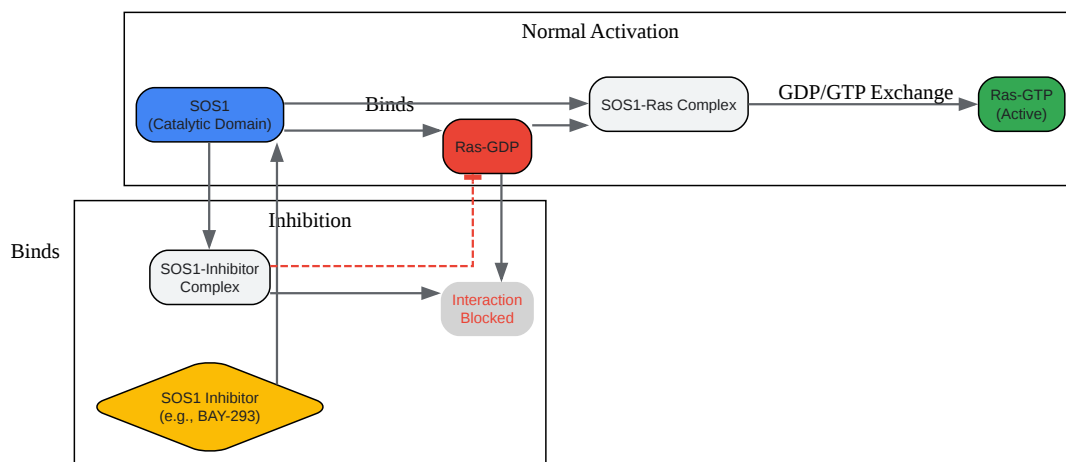 Normal Activation
SOS1
(Catalytic Domain)
Binds
SOS1-Ras Complex
GDP/GTP Exchange
Ras-GTP
(Active)
Ras-GDP
Inhibition
Binds
SOS1-Inhibitor
Complex
Interaction
Blocked
SOS1 Inhibitor
(e.g., BAY-293)